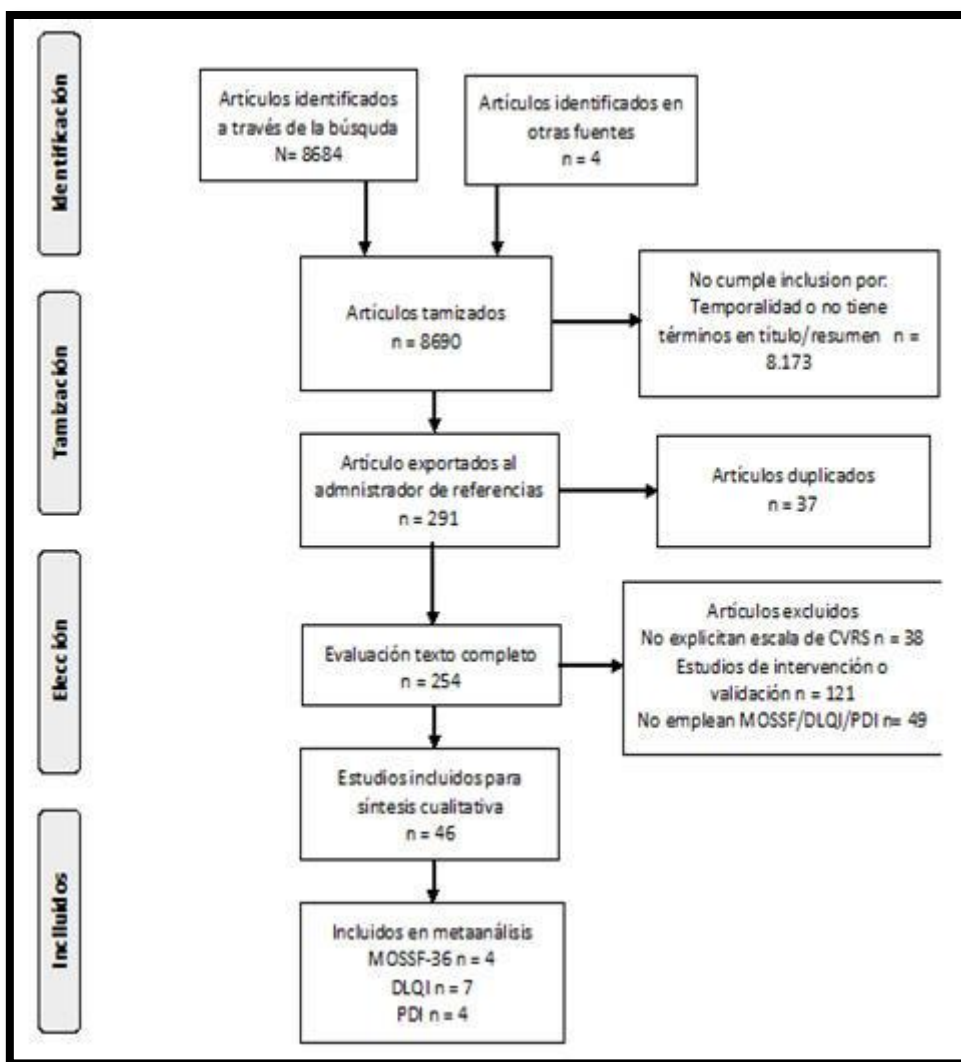 Identificación
Artículos identificados
a través de la búsquda
N= 8684
Artículos identificados en
otras fuentes
n = 4
Tamización
Artículos tamizados
n = 8690
No cumple inclusion por:
Temporalidad o no tiene
términos en titulo/resumen n =
8.173
Artículo exportados al
admnistrador de referencias
n = 291
Artículos duplicados
n = 37
Elección
Evaluación texto completo
n = 254
Artículos excluidos
No explicitan escala de CVRS n = 38
Estudios de intervención o
validación n = 121
No emplean MOSSF/DLQI/PDI n= 49
Estudios incluidos para
síntesis cualitativa
n = 46
Incluidos
Incluidos en metaanálisis
MOSSF-36 n = 4
DLQI n = 7
PDI n = 4